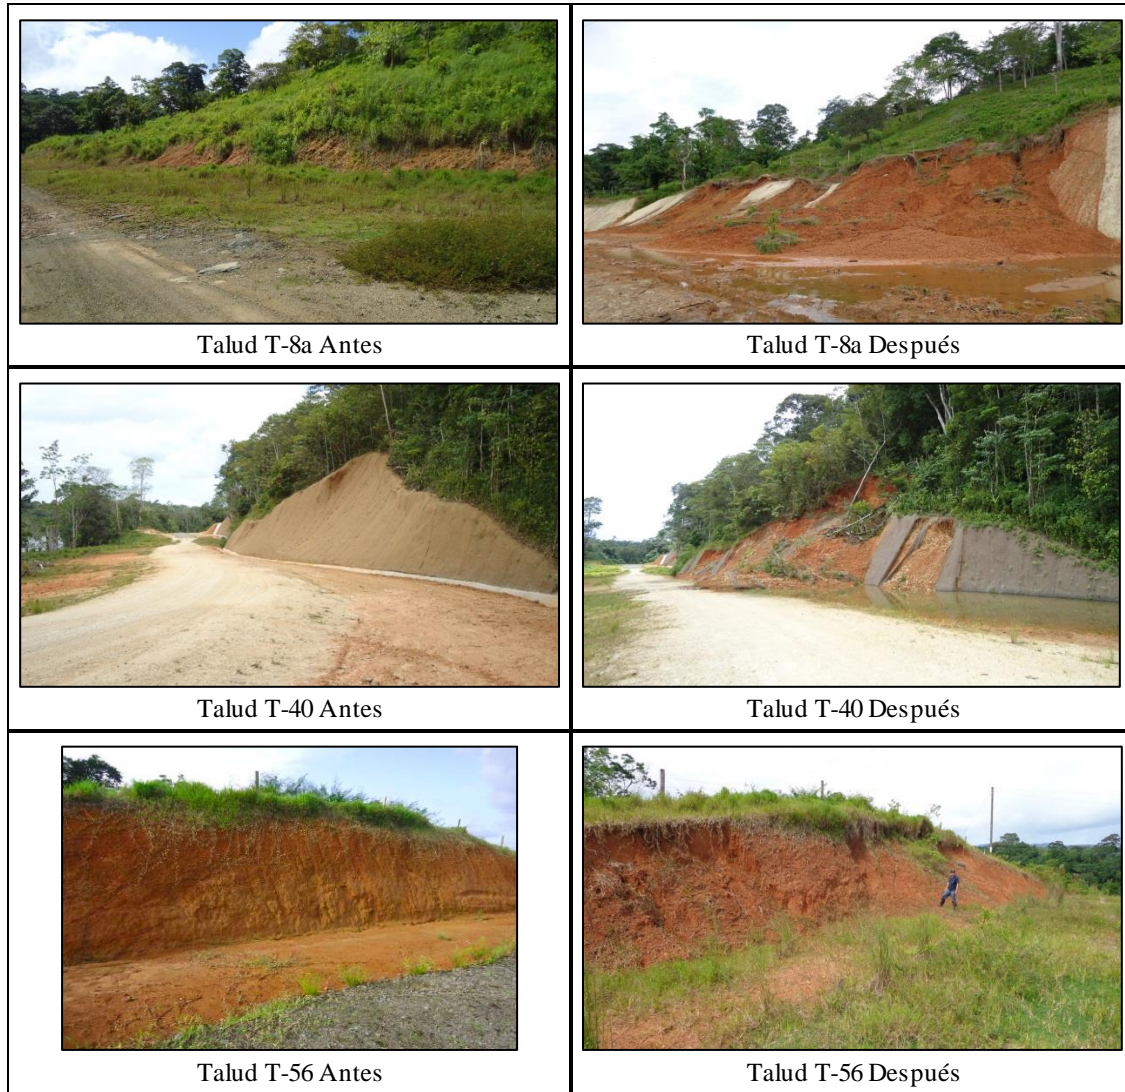 Talud T-8a Antes
Talud T-8a Después
Talud T-40 Antes
Talud T-40 Después
Talud T-56 Antes
Talud T-56 Después